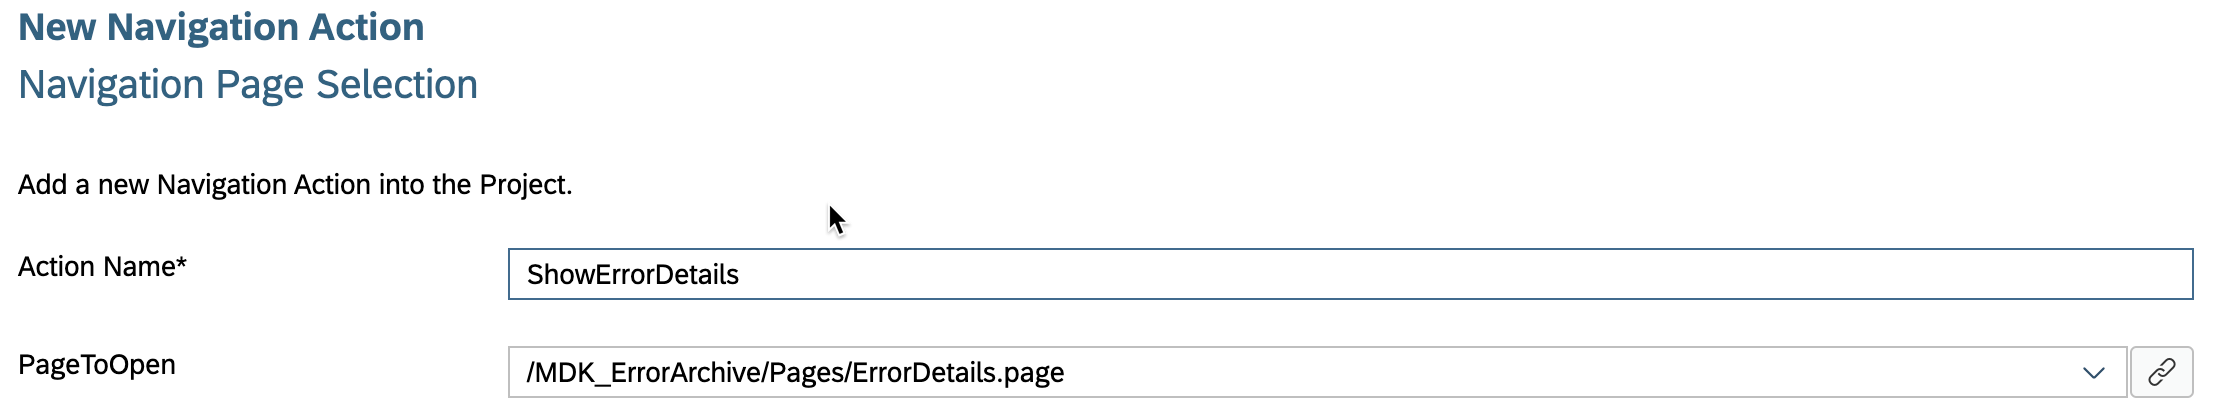 New Navigation Action
Navigation Page Selection
Add a new Navigation Action into the Project.
Action Name*
ShowErrorDetails
PageToOpen
/MDK_ErrorArchive/Pages/ErrorDetails.page